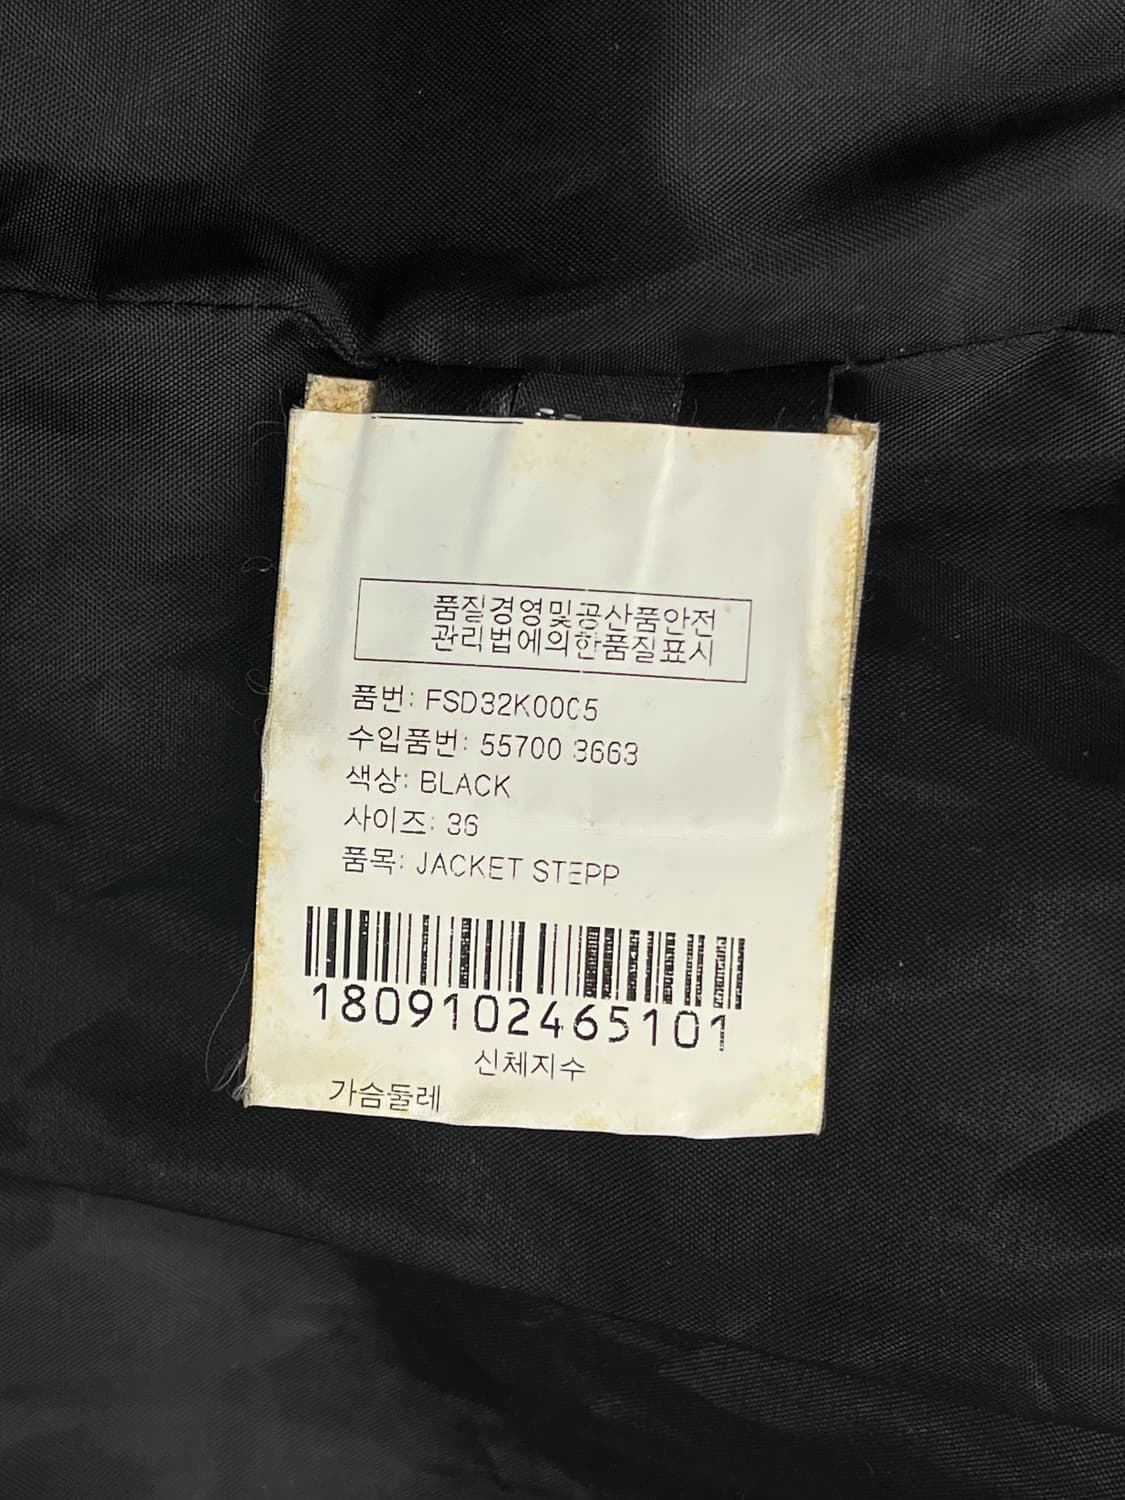 품질경영및공산품안전
관리법에의한품질표시
품번: FSD32K00C5
수입품번: 55700 3663
색상: BLACK
사이즈: 36
품목: JACKET STEPP
1809102465101
신체지수
가슴둘레